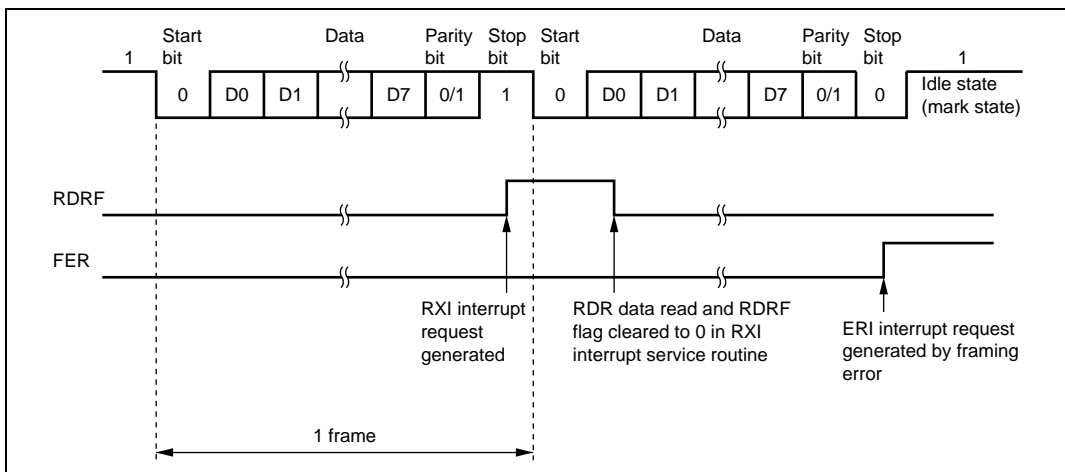 Start bit
Data
Parity bit
Stop bit
Start bit
Data
Parity bit
Stop bit
1
0
D0
D1
D7
0/1
1
0
D0
D1
D7
0/1
0
1
Idle state
(mark state)
RDRF
FER
RXI interrupt
request
generated
RDR data read and RDRF
flag cleared to 0 in RXI
interrupt service routine
ERI interrupt request
generated by framing
error
1 frame